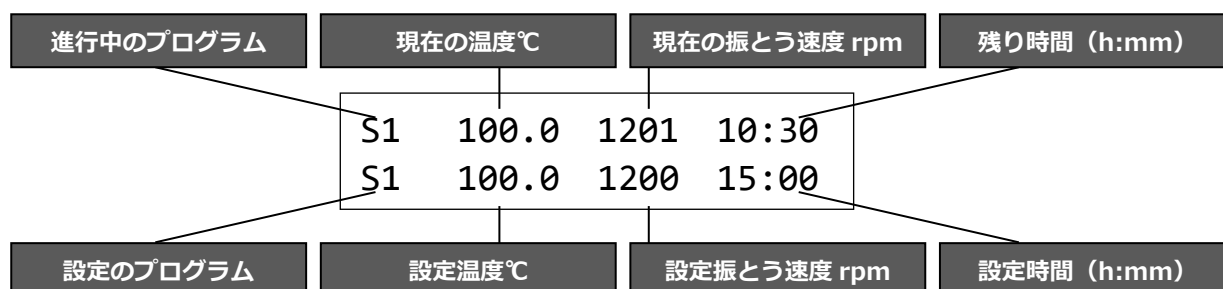 進行中のプログラム 現在の温度℃ 現在の振とう速度 rpm 残り時間（h:mm）
S1 100.0 1201 10:30
S1 100.0 1200 15:00
設定のプログラム 設定温度℃ 設定振とう速度 rpm 設定時間（h:mm）